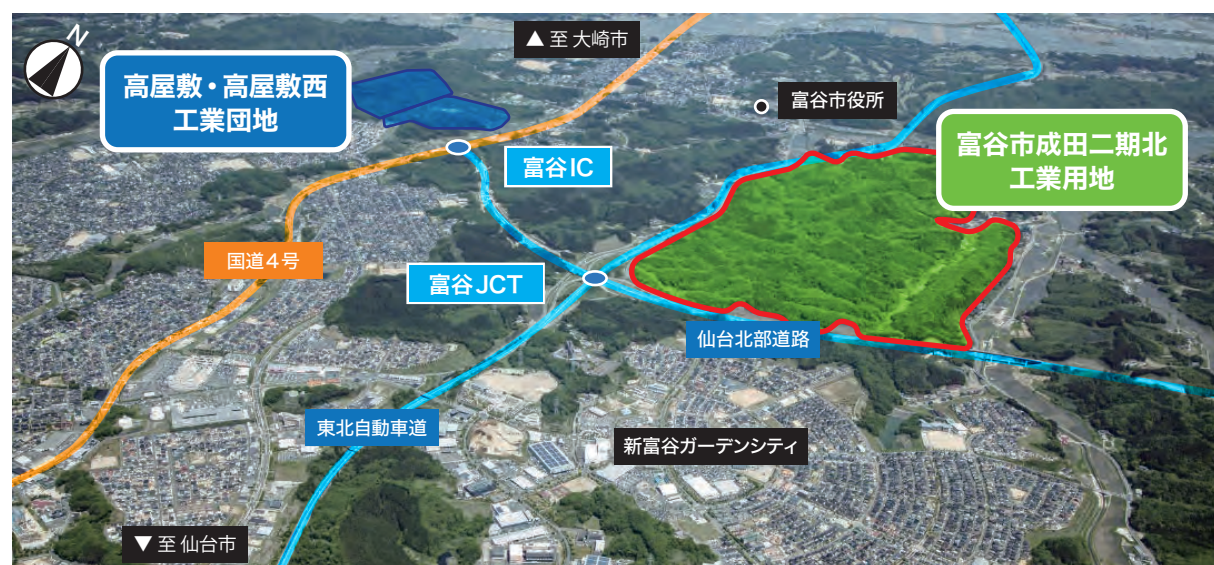 N
▲ 至 大崎市
高屋敷・高屋敷西
工業団地
富谷市役所
富谷市成田二期北
工業用地
富谷IC
国道4号
富谷JCT
仙台北部道路
東北自動車道
新富谷ガーデンシティ
▼ 至 仙台市